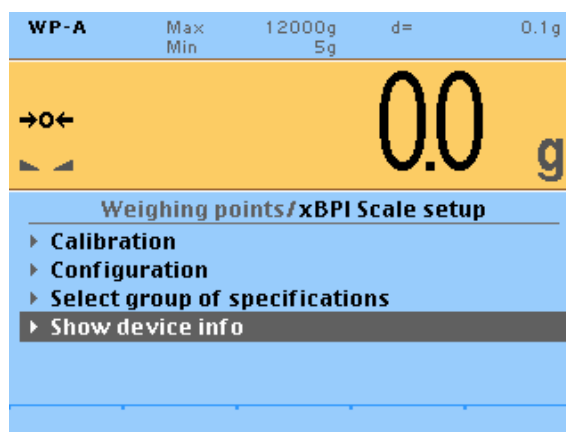 WP-A Max 12000g d= 0.1g
Min 5g
→0←
0.0 g
Weighing points/xBPI Scale setup
Calibration
Configuration
Select group of specifications
Show device info